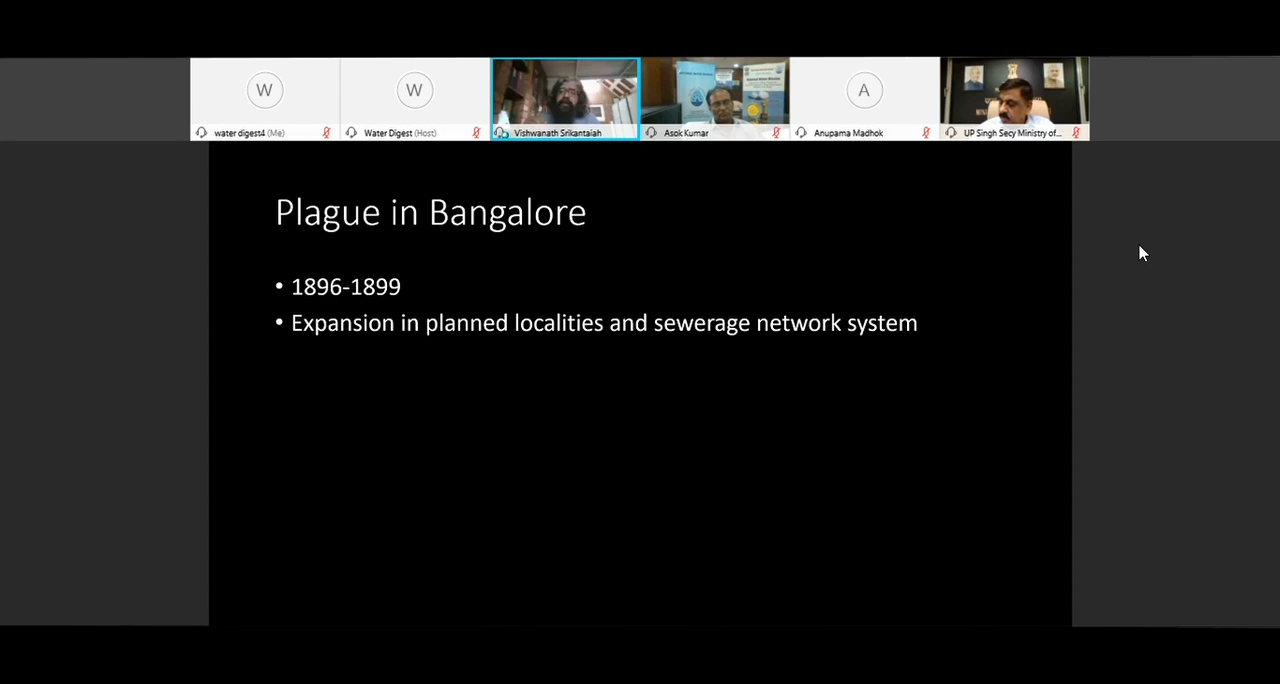 W
W
A
water digest4 (Me)
Water Digest (Host)
Vishwanath Srikantaiah
Asok Kumar
Anupama Madhok
UP Singh Secy Ministry of...
Plague in Bangalore
• 1896-1899
• Expansion in planned localities and sewerage network system